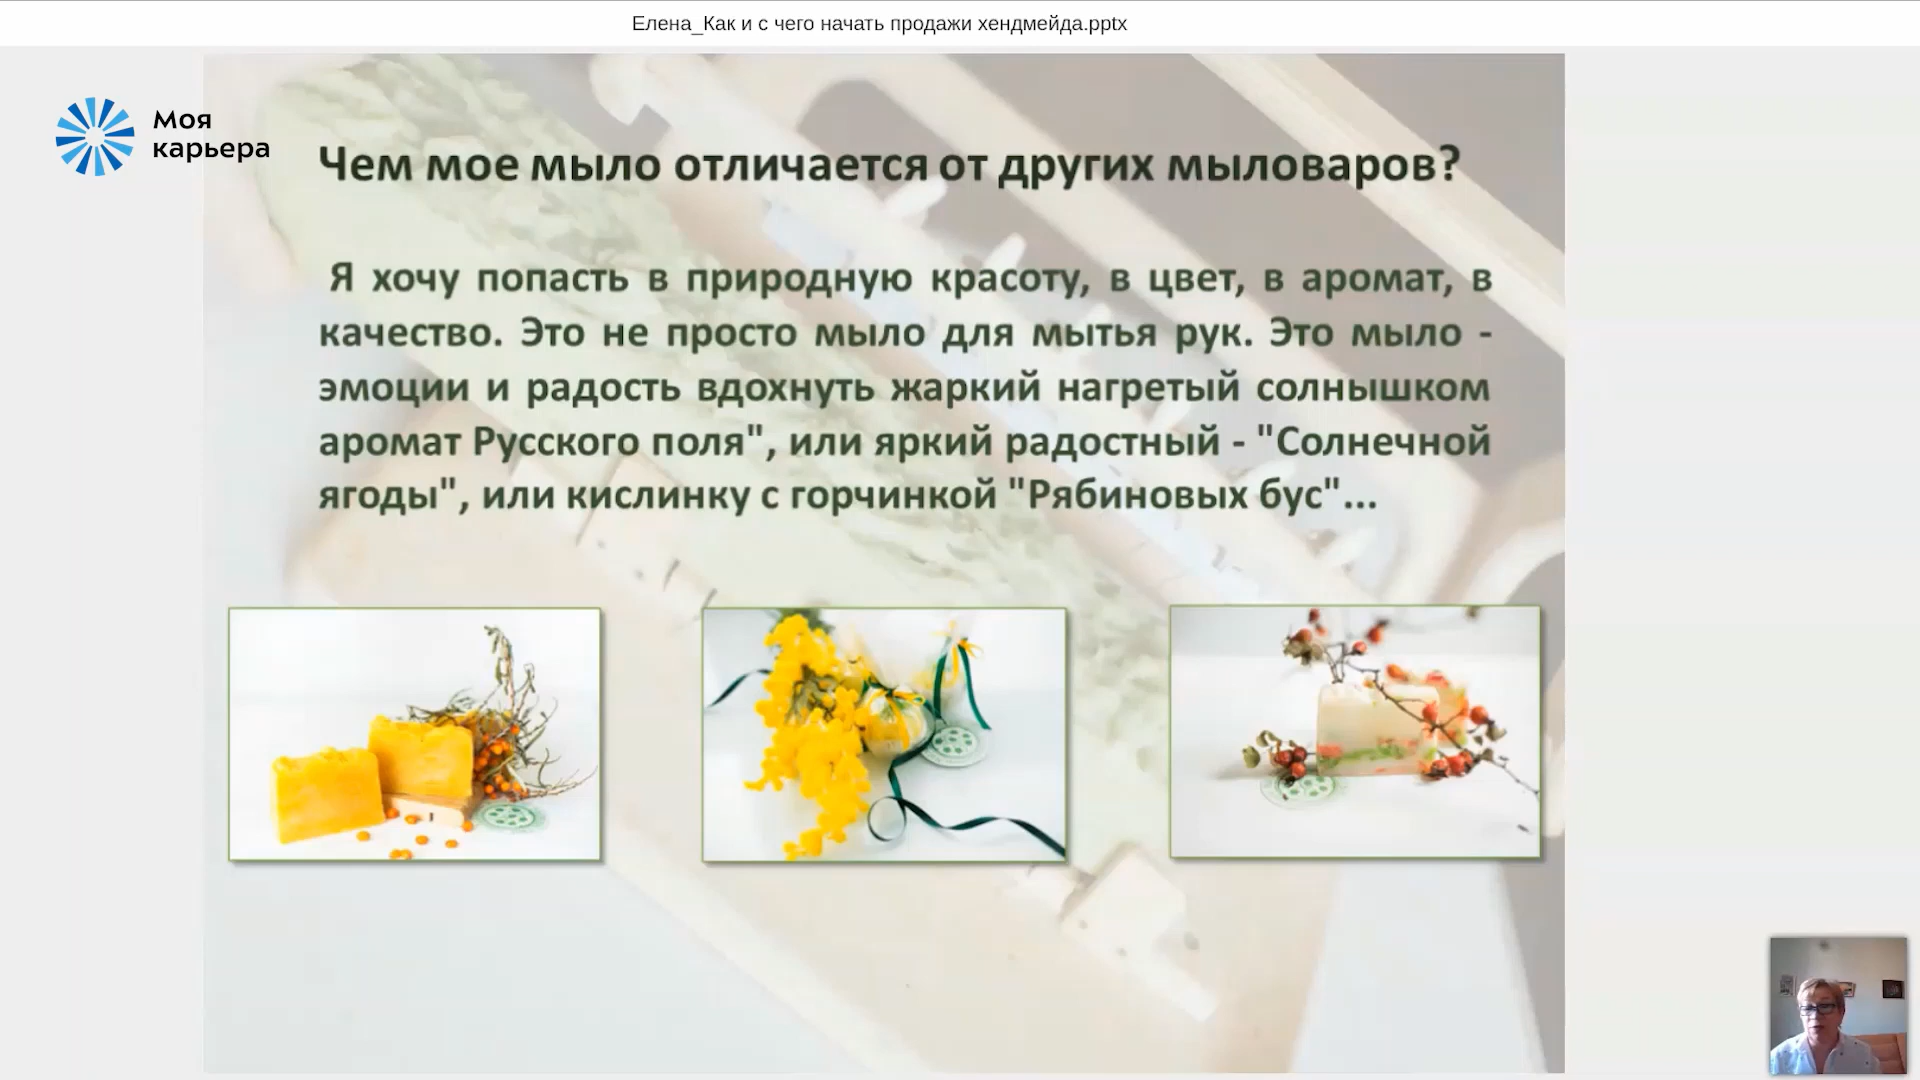 Елена_Как и с чего начать продажи хендмейда.pptx
Моя
карьера
Чем мое мыло отличается от других мыловаров?
Я хочу попасть в природную красоту, в цвет, в аромат, в
качество. Это не просто мыло для мытья рук. Это мыло -
эмоции и радость вдохнуть жаркий нагретый солнышком
аромат Русского поля", или яркий радостный - "Солнечной
ягоды", или кислинку с горчинкой "Рябиновых бус"...